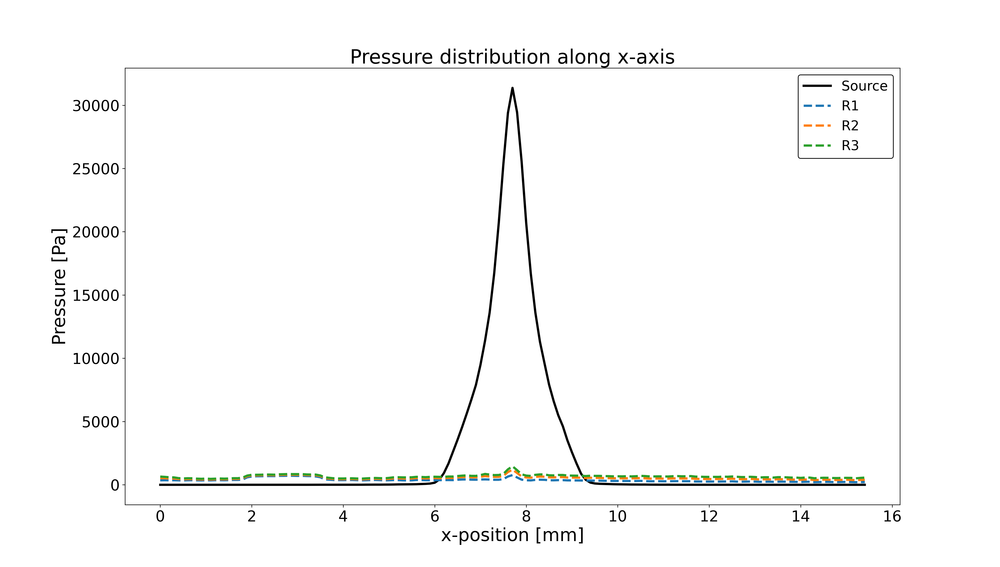 Pressure distribution along x-axis
Source
R1
R2
R3
Pressure [Pa]
30000
25000
20000
15000
10000
5000
0
0 2 4 6 8 10 12 14 16
x-position [mm]